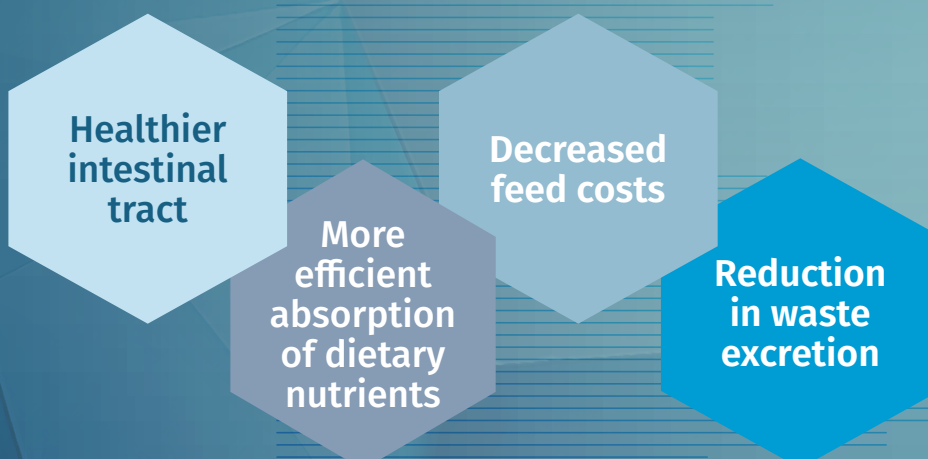 Healthier
intestinal
tract
More
efficient
absorption
of dietary
nutrients
Decreased
feed costs
Reduction
in waste
excretion